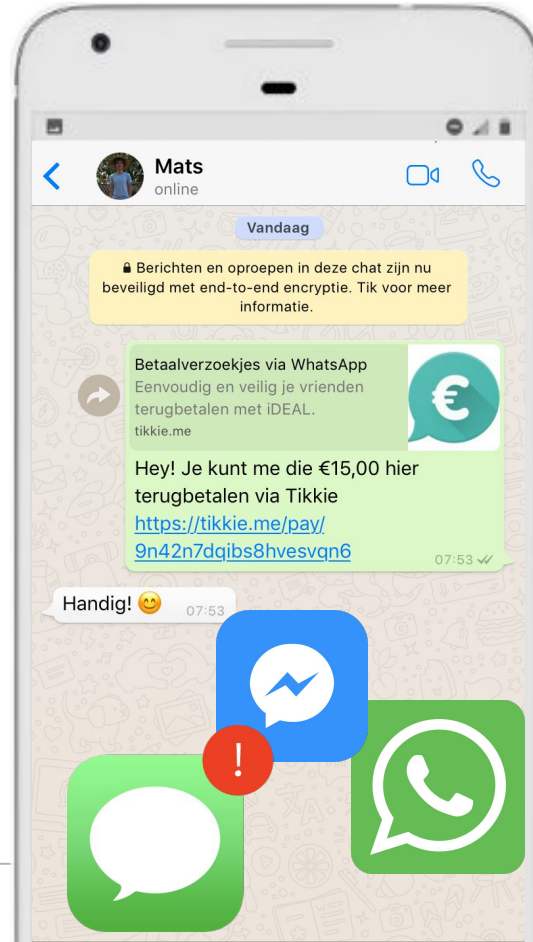 Mats
online
Vandaag
Berichten en oproepen in deze chat zijn nu
beveiligd met end-to-end encryptie. Tik voor meer
informatie.
Betaalverzoekjes via WhatsApp
Eenvoudig en veilig je vrienden
terugbetalen met iDEAL.
tikkie.me
Hey! Je kunt me die €15,00 hier
terugbetalen via Tikkie
https://tikkie.me/pay/
9n42n7dqibs8hvesvqn6
07:53
Handig! 😊 07:53
!